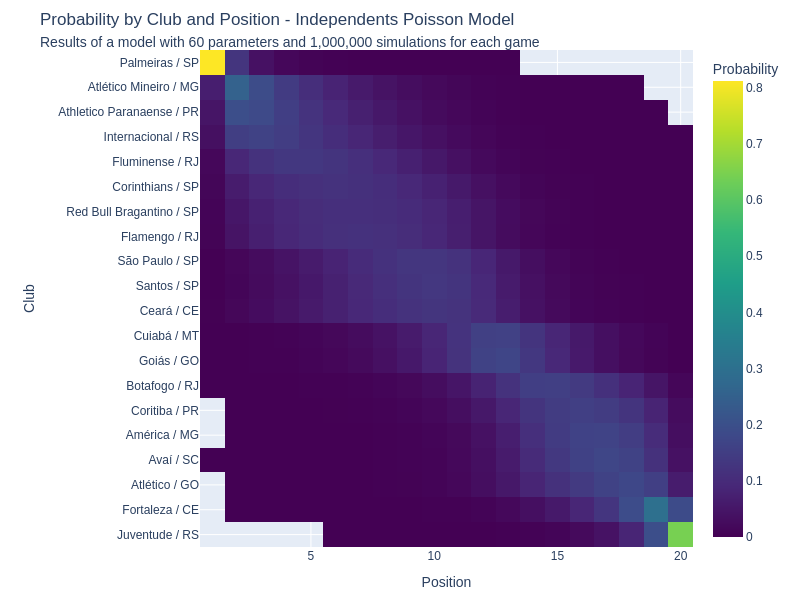 Probability by Club and Position - Independents Poisson Model
Results of a model with 60 parameters and 1,000,000 simulations for each game
Probability
Club
Palmeiras / SP
Atlético Mineiro / MG
Athletico Paranaense / PR
Internacional / RS
Fluminense / RJ
Corinthians / SP
Red Bull Bragantino / SP
Flamengo / RJ
São Paulo / SP
Santos / SP
Ceará / CE
Cuiabá / MT
Goiás / GO
Botafogo / RJ
Coritiba / PR
América / MG
Avaí / SC
Atlético / GO
Fortaleza / CE
Juventude / RS
0.8
0.7
0.6
0.5
0.4
0.3
0.2
0.1
0
5 10 15 20
Position